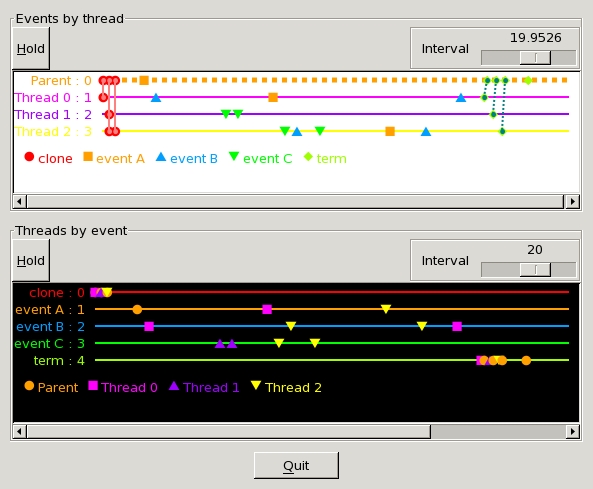 Events by thread
Hold
Interval
19.9526
Parent : 0
Thread 0 : 1
Thread 1 : 2
Thread 2 : 3
clone event A event B event C term
Threads by event
Hold
Interval
20
clone : 0
event A : 1
event B : 2
event C : 3
term : 4
Parent Thread 0 Thread 1 Thread 2
Quit